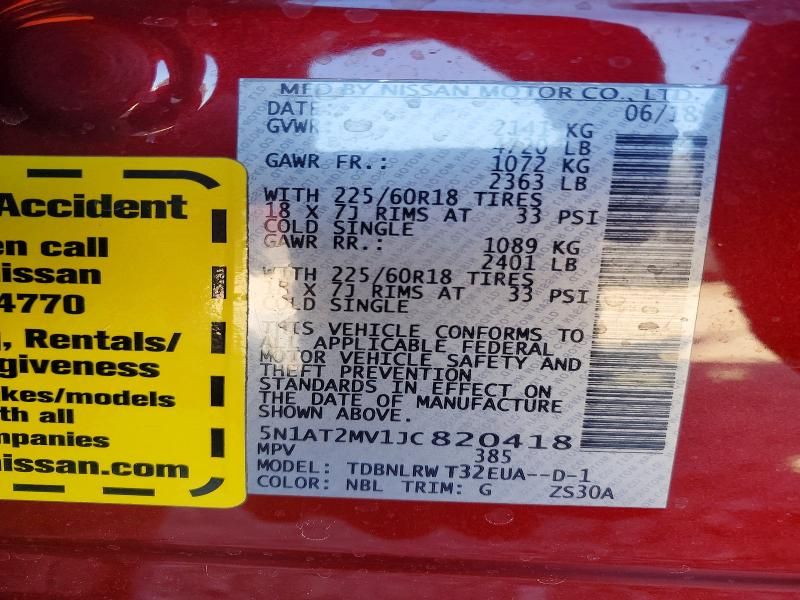 MFD BY NISSAN MOTOR CO., LTD.
DATE: 06/18
GVWR: 2141 KG
4720 LB
GAWR FR.: 1072 KG
2363 LB
WITH 225/60R18 TIRES
18 X 7J RIMS AT 33 PSI
COLD SINGLE
GAWR RR.: 1089 KG
2401 LB
WITH 225/60R18 TIRES
18 X 7J RIMS AT 33 PSI
COLD SINGLE
THIS VEHICLE CONFORMS TO
ALL APPLICABLE FEDERAL
MOTOR VEHICLE SAFETY AND
THEFT PREVENTION
STANDARDS IN EFFECT ON
THE DATE OF MANUFACTURE
SHOWN ABOVE.
5N1AT2MV1JC820418
MPV 385
MODEL: TDBNLRW T32EUA--D-1
COLOR: NBL TRIM: G ZS30A
Accident
en call
issan
4770
, Rentals/
giveness
kes/models
th all
mpanies
issan.com